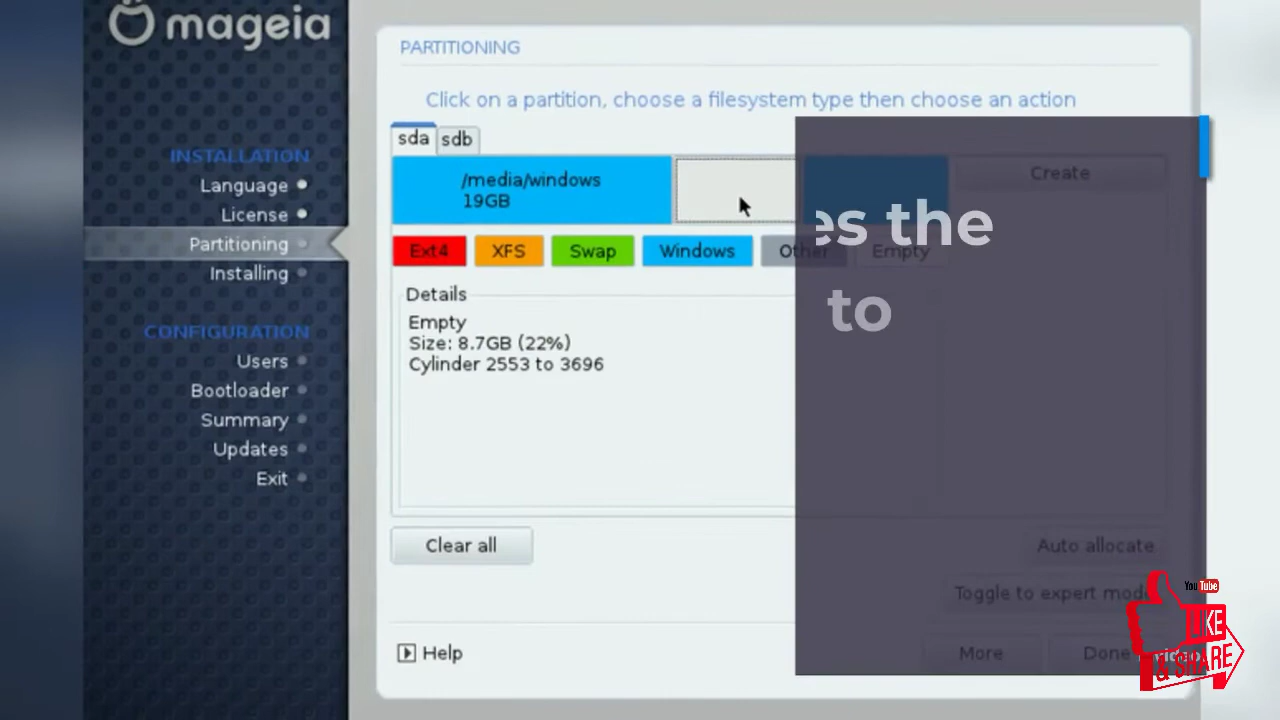 mageia
INSTALLATION
Language
License
Partitioning
Installing
CONFIGURATION
Users
Bootloader
Summary
Updates
Exit
PARTITIONING
Click on a partition, choose a filesystem type then choose an action
sda sdb
/media/windows
19GB
Create
Ext4 XFS Swap Windows Other Empty
es the
to
Details
Empty
Size: 8.7GB (22%)
Cylinder 2553 to 3696
Clear all
Auto allocate
Toggle to expert mode
Help
More
Done
video
YouTube
LIKE
& SHARE